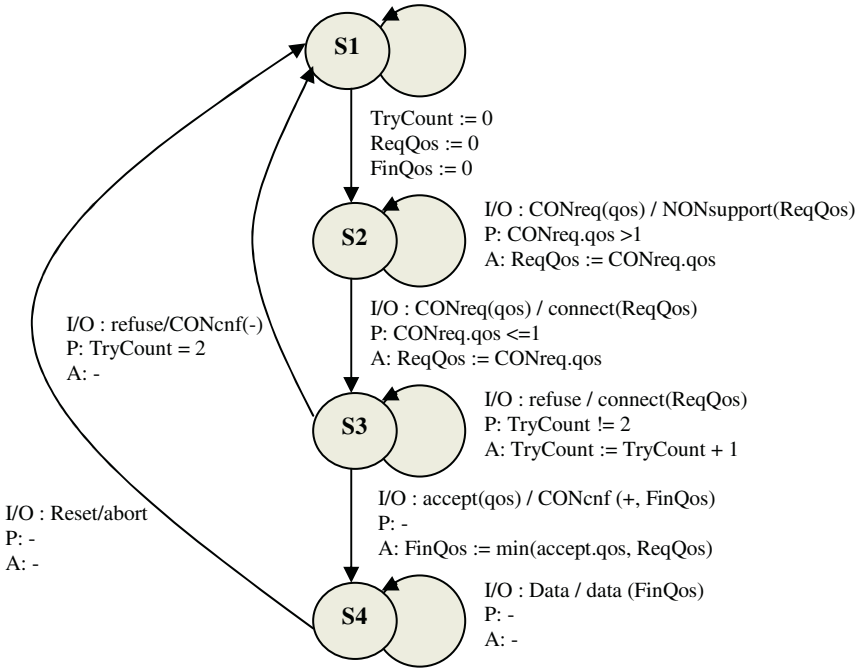 S1
TryCount := 0
ReqQos := 0
FinQos := 0
S2
I/O : CONreq(qos) / NONsupport(ReqQos)
P: CONreq.qos >1
A: ReqQos := CONreq.qos
I/O : CONreq(qos) / connect(ReqQos)
P: CONreq.qos <=1
A: ReqQos := CONreq.qos
I/O : refuse/CONcnf(-)
P: TryCount = 2
A: -
S3
I/O : refuse / connect(ReqQos)
P: TryCount != 2
A: TryCount := TryCount + 1
I/O : accept(qos) / CONcnf (+, FinQos)
P: -
A: FinQos := min(accept.qos, ReqQos)
I/O : Reset/abort
P: -
A: -
S4
I/O : Data / data (FinQos)
P: -
A: -